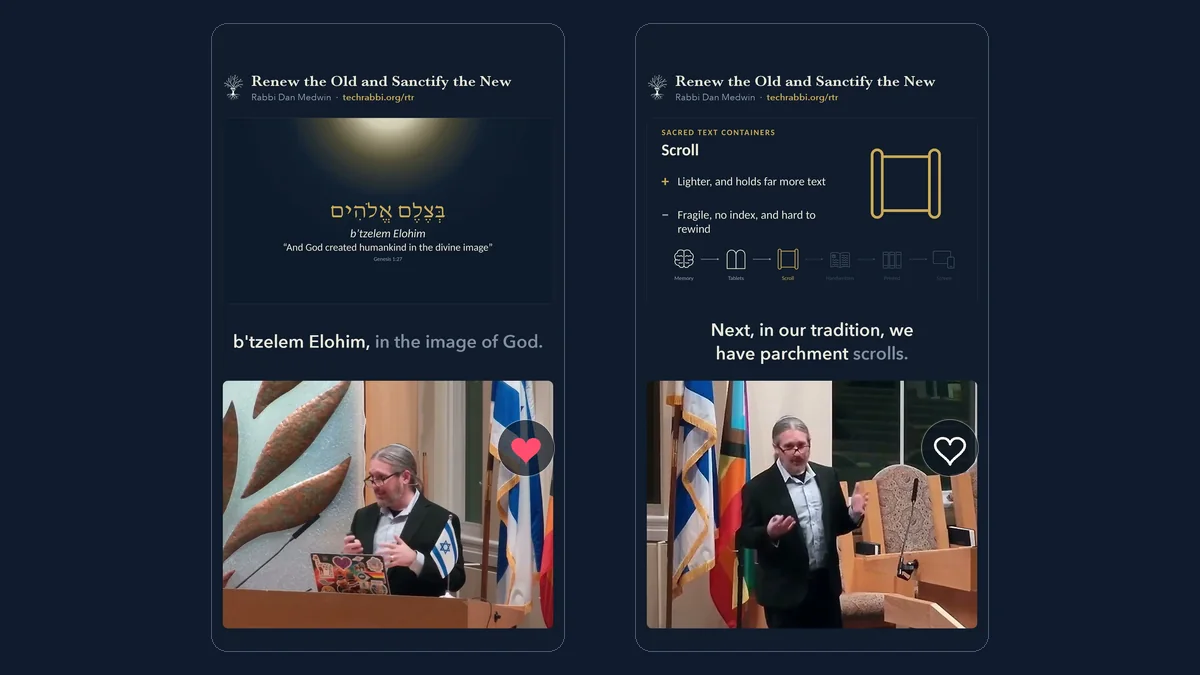 Renew the Old and Sanctify the New
Rabbi Dan Medwin · techrabbi.org/rtr
בְּצֶלֶם אֱלֹהִים
b'tzelem Elohim
“And God created humankind in the divine image”
Genesis 1:27
b'tzelem Elohim, in the image of God.
Renew the Old and Sanctify the New
Rabbi Dan Medwin · techrabbi.org/rtr
SACRED TEXT CONTAINERS
Scroll
+ Lighter, and holds far more text
− Fragile, no index, and hard to
rewind
Memory Tablets Scroll
Next, in our tradition, we
have parchment scrolls.